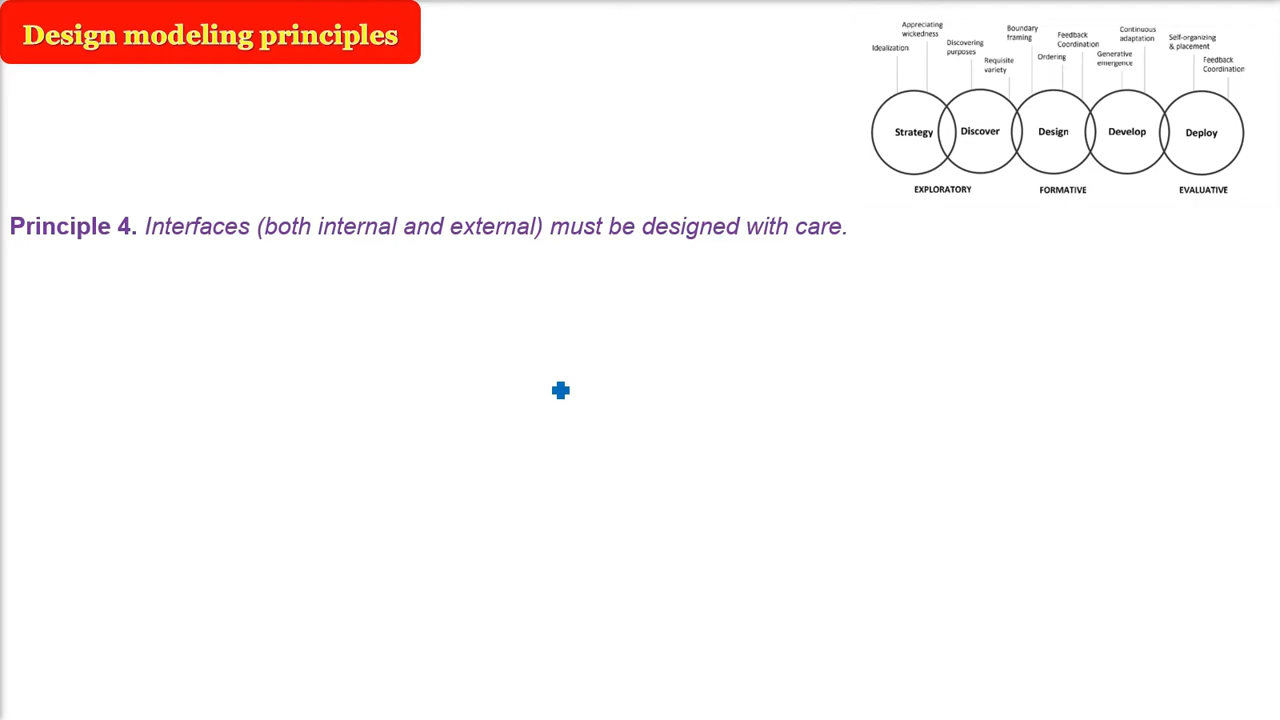 Design modeling principles
Appreciating
wickedness
Idealization
Discovering
purposes
Requisite
variety
Boundary
framing
Ordering
Feedback
Coordination
Continuous
adaptation
Generative
emergence
Self-organizing
& placement
Feedback
Coordination
Strategy
Discover
Design
Develop
Deploy
EXPLORATORY
FORMATIVE
EVALUATIVE
Principle 4. Interfaces (both internal and external) must be designed with care.